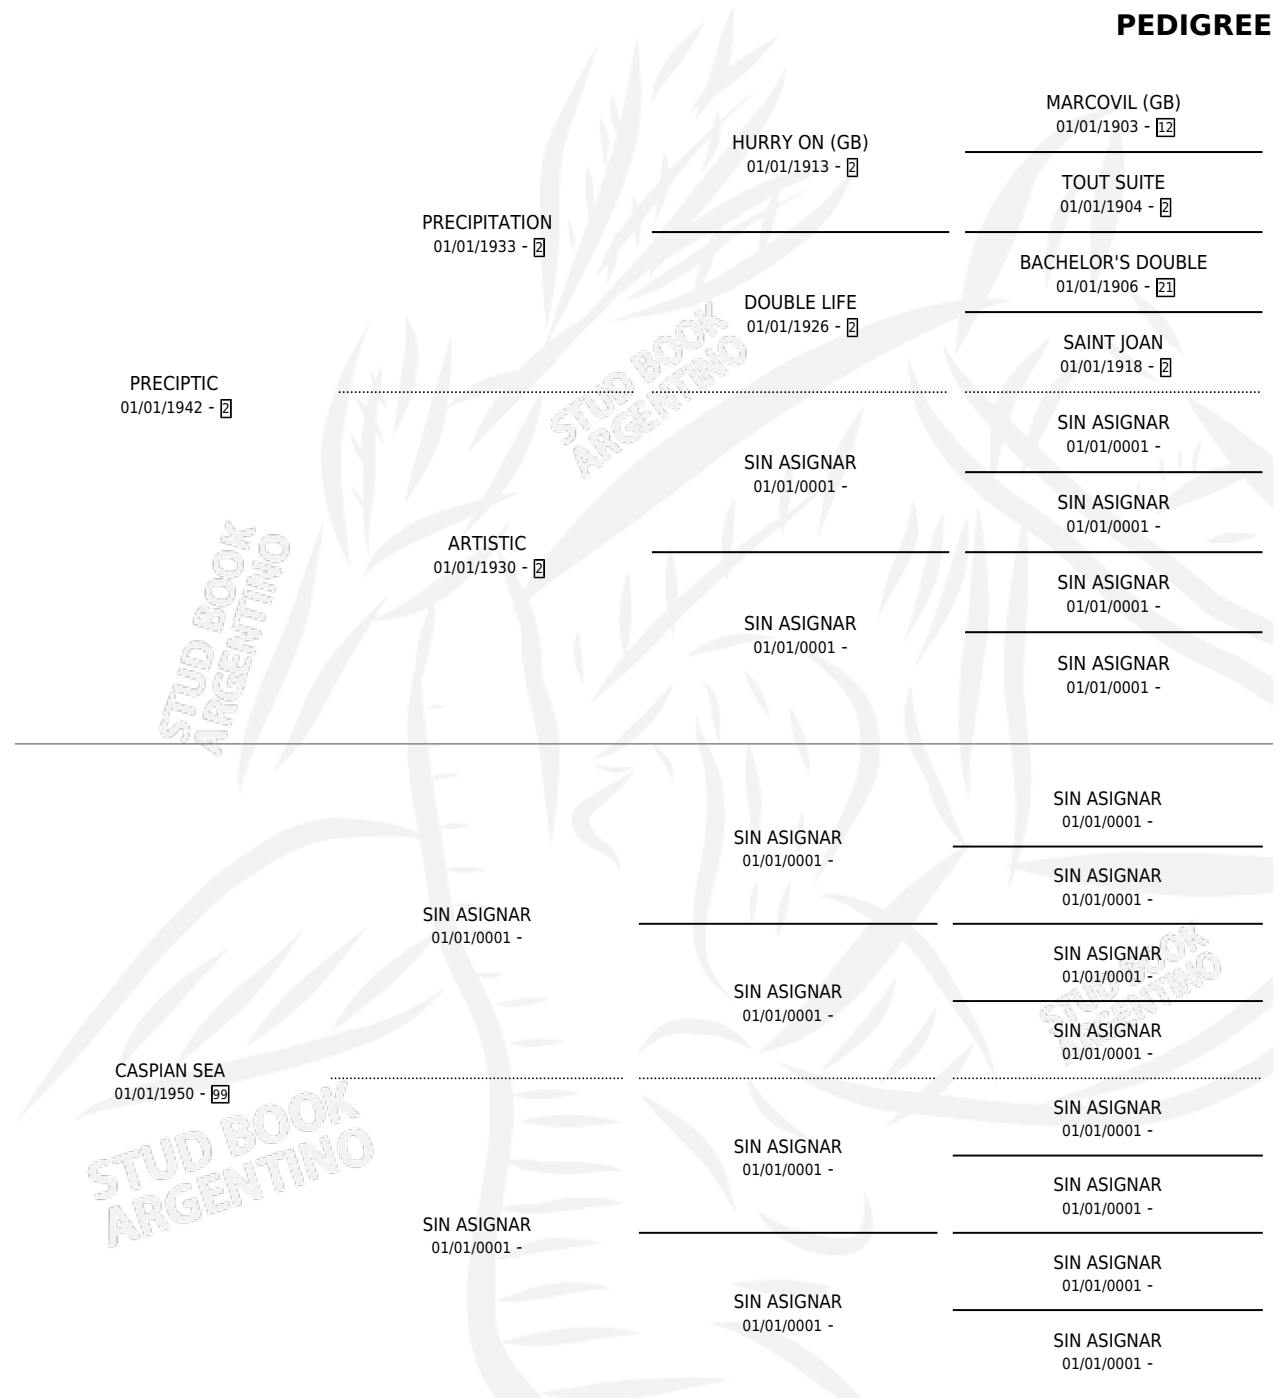 PEDIGREE
MARCOVIL (GB)
01/01/1903 - 12
HURRY ON (GB)
01/01/1913 - 2
TOUT SUITE
01/01/1904 - 2
PRECIPITATION
01/01/1933 - 2
BACHELOR'S DOUBLE
01/01/1906 - 21
DOUBLE LIFE
01/01/1926 - 2
SAINT JOAN
01/01/1918 - 2
PRECIPTIC
01/01/1942 - 2
SIN ASIGNAR
01/01/0001 -
SIN ASIGNAR
01/01/0001 -
SIN ASIGNAR
01/01/0001 -
ARTISTIC
01/01/1930 - 2
SIN ASIGNAR
01/01/0001 -
SIN ASIGNAR
01/01/0001 -
SIN ASIGNAR
01/01/0001 -
SIN ASIGNAR
01/01/0001 -
SIN ASIGNAR
01/01/0001 -
SIN ASIGNAR
01/01/0001 -
SIN ASIGNAR
01/01/0001 -
SIN ASIGNAR
01/01/0001 -
SIN ASIGNAR
01/01/0001 -
SIN ASIGNAR
01/01/0001 -
CASPIAN SEA
01/01/1950 - 99
SIN ASIGNAR
01/01/0001 -
SIN ASIGNAR
01/01/0001 -
SIN ASIGNAR
01/01/0001 -
SIN ASIGNAR
01/01/0001 -
SIN ASIGNAR
01/01/0001 -
SIN ASIGNAR
01/01/0001 -
SIN ASIGNAR
01/01/0001 -
STUD BOOK
ARGENTINO
STUD BOOK
ARGENTINO
STUD BOOK
ARGENTINO
STUD BOOK
ARGENTINO